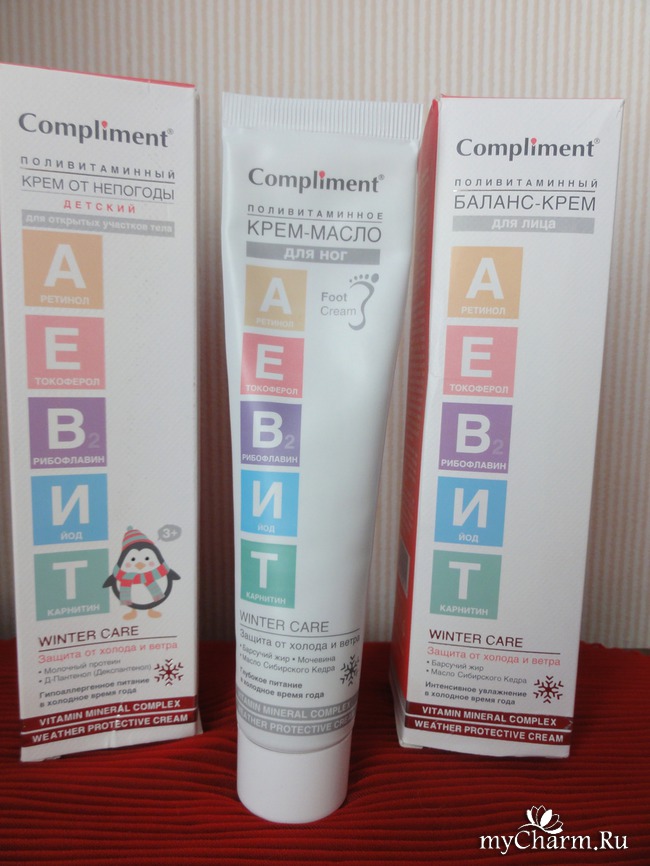 Compliment®
ПОЛИВИТАМИННЫЙ
КРЕМ ОТ НЕПОГОДЫ
ДЕТСКИЙ
для открытых участков тела
А
РЕТИНОЛ
Е
ТОКОФЕРОЛ
В2
РИБОФЛАВИН
И
ЙОД
Т
КАРНИТИН
3+
WINTER CARE
Защита от холода и ветра
• Молочный протеин
• Д-Пантенол (Декспантенол)
Гипоаллергенное питание
в холодное время года
VITAMIN MINERAL COMPLEX
WEATHER PROTECTIVE CREAM
Compliment®
ПОЛИВИТАМИННОЕ
КРЕМ-МАСЛО
ДЛЯ НОГ
Foot
Cream
А
РЕТИНОЛ
Е
ТОКОФЕРОЛ
В2
РИБОФЛАВИН
И
ЙОД
Т
КАРНИТИН
WINTER CARE
Защита от холода и ветра
• Барсучий жир • Мочевина
• Масло Сибирского Кедра
Глубокое питание
в холодное время года
VITAMIN MINERAL COMPLEX
WEATHER PROTECTIVE CREAM
Compliment®
ПОЛИВИТАМИННЫЙ
БАЛАНС-КРЕМ
для лица
А
РЕТИНОЛ
Е
ТОКОФЕРОЛ
В2
РИБОФЛАВИН
И
ЙОД
Т
КАРНИТИН
WINTER CARE
Защита от холода и ветра
• Барсучий жир
• Масло Сибирского Кедра
Интенсивное увлажнение
в холодное время года
VITAMIN MINERAL COMPLEX
WEATHER PROTECTIVE CREAM
myCharm.Ru